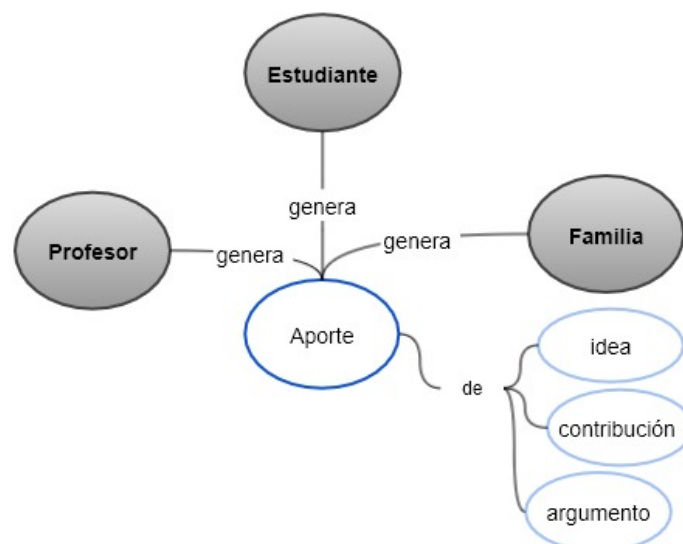 Estudiante
genera
Profesor
genera
genera
Familia
Aporte
de
idea
contribución
argumento